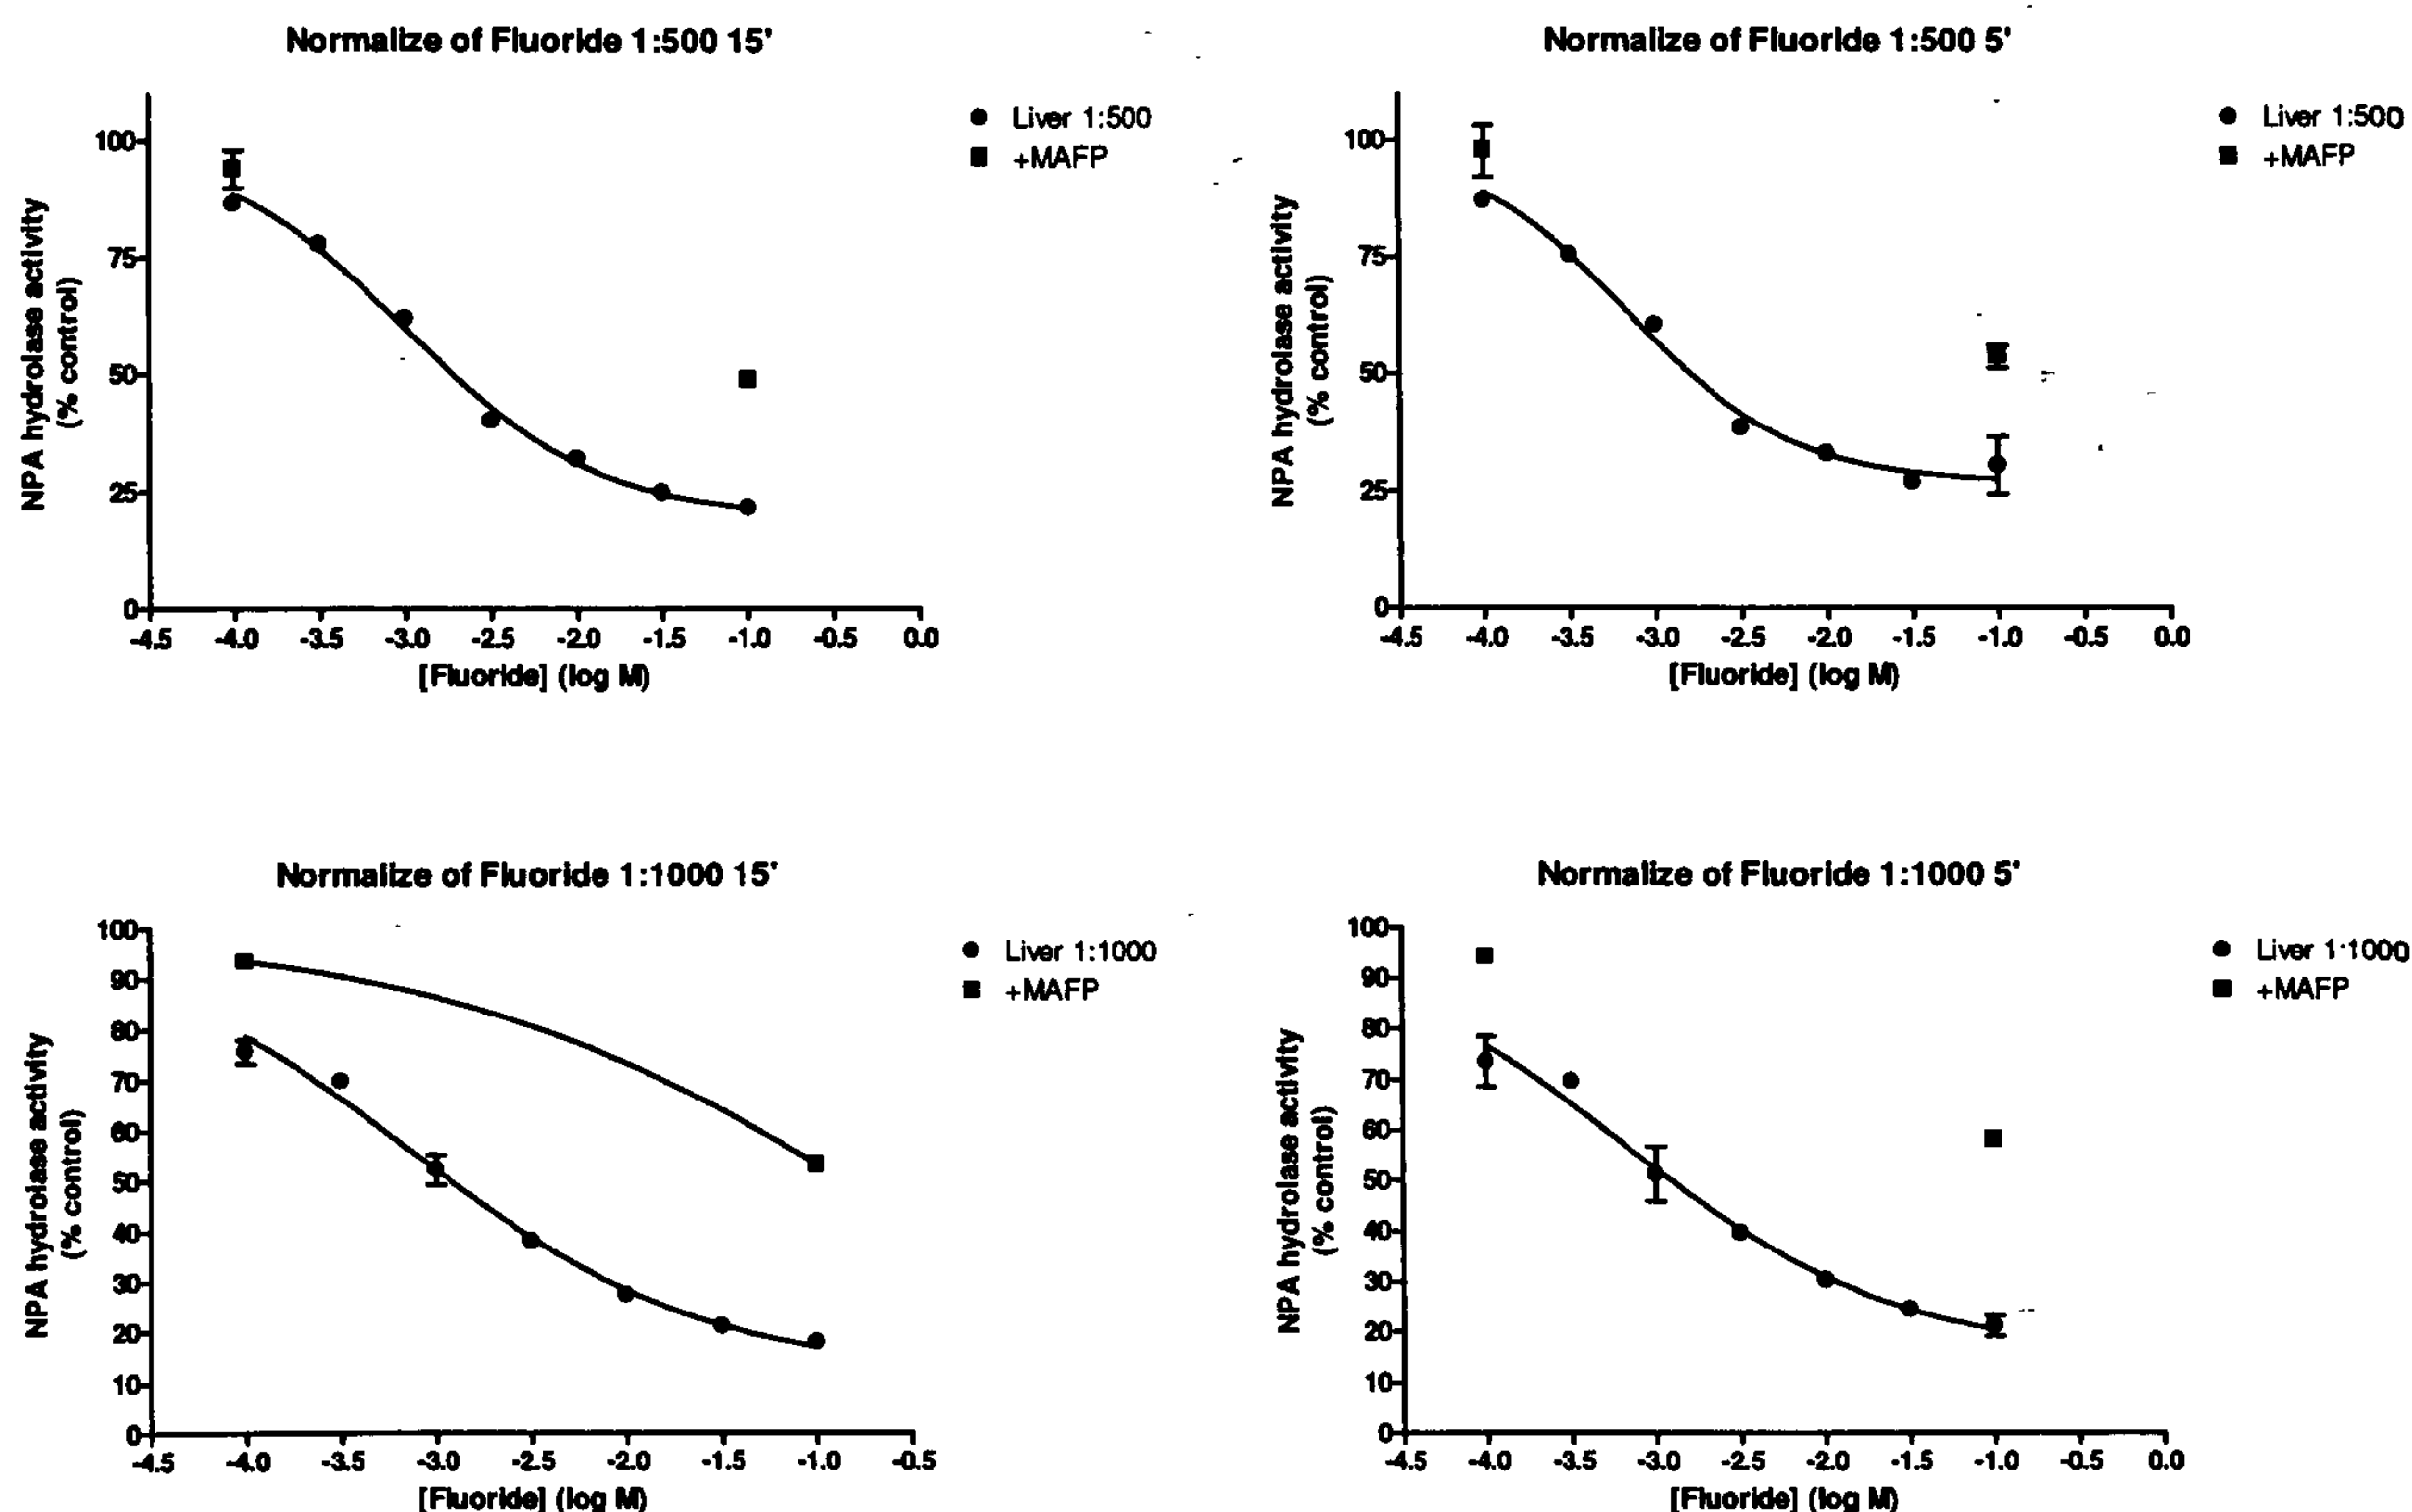 Normalize of Fluoride 1:500 15'
Liver 1:500
+MAFP
NPA hydrolase activity
(% control)
100
75
50
25
0
-4.5 -4.0 -3.5 -3.0 -2.5 -2.0 -1.5 -1.0 -0.5 0.0
[Fluoride] (log M)
Normalize of Fluoride 1:500 5'
Liver 1:500
+MAFP
NPA hydrolase activity
(% control)
100
75
50
25
0
-4.5 -4.0 -3.5 -3.0 -2.5 -2.0 -1.5 -1.0 -0.5 0.0
[Fluoride] (log M)
Normalize of Fluoride 1:1000 15'
Liver 1:1000
+MAFP
NPA hydrolase activity
(% control)
100
90
80
70
60
50
40
30
20
10
0
-4.5 -4.0 -3.5 -3.0 -2.5 -2.0 -1.5 -1.0 -0.5
[Fluoride] (log M)
Normalize of Fluoride 1:1000 5'
Liver 1:1000
+MAFP
NPA hydrolase activity
(% control)
100
90
80
70
60
50
40
30
20
10
0
-4.5 -4.0 -3.5 -3.0 -2.5 -2.0 -1.5 -1.0 -0.5 0.0
[Fluoride] (log M)